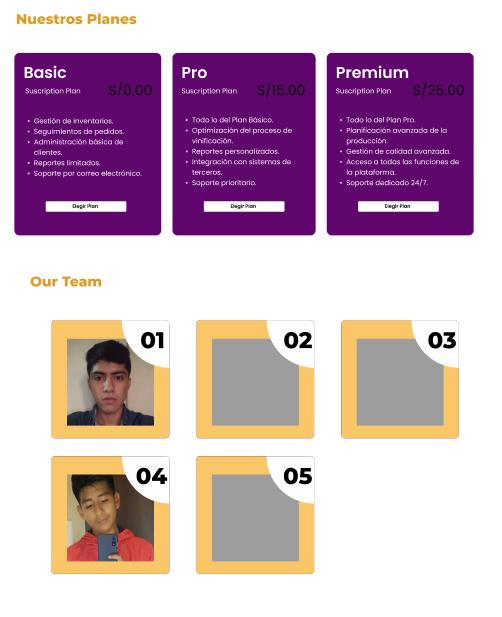 Nuestros Planes
Basic
Suscription Plan S/0.00
• Gestión de inventarios.
• Seguimientos de pedidos.
• Administración básica de
clientes.
• Reportes limitados.
• Soporte por correo electrónico.
Elegir Plan
Pro
Suscription Plan S/15.00
• Todo lo del Plan Básico.
• Optimización del proceso de
vinificación.
• Reportes personalizados.
• Integración con sistemas de
terceros.
• Soporte prioritario.
Elegir Plan
Premium
Suscription Plan S/25.00
• Todo lo del Plan Pro.
• Planificación avanzada de la
producción.
• Gestión de calidad avanzada.
• Acceso a todas las funciones de
la plataforma.
• Soporte dedicado 24/7.
Elegir Plan
Our Team
01
02
03
04
05